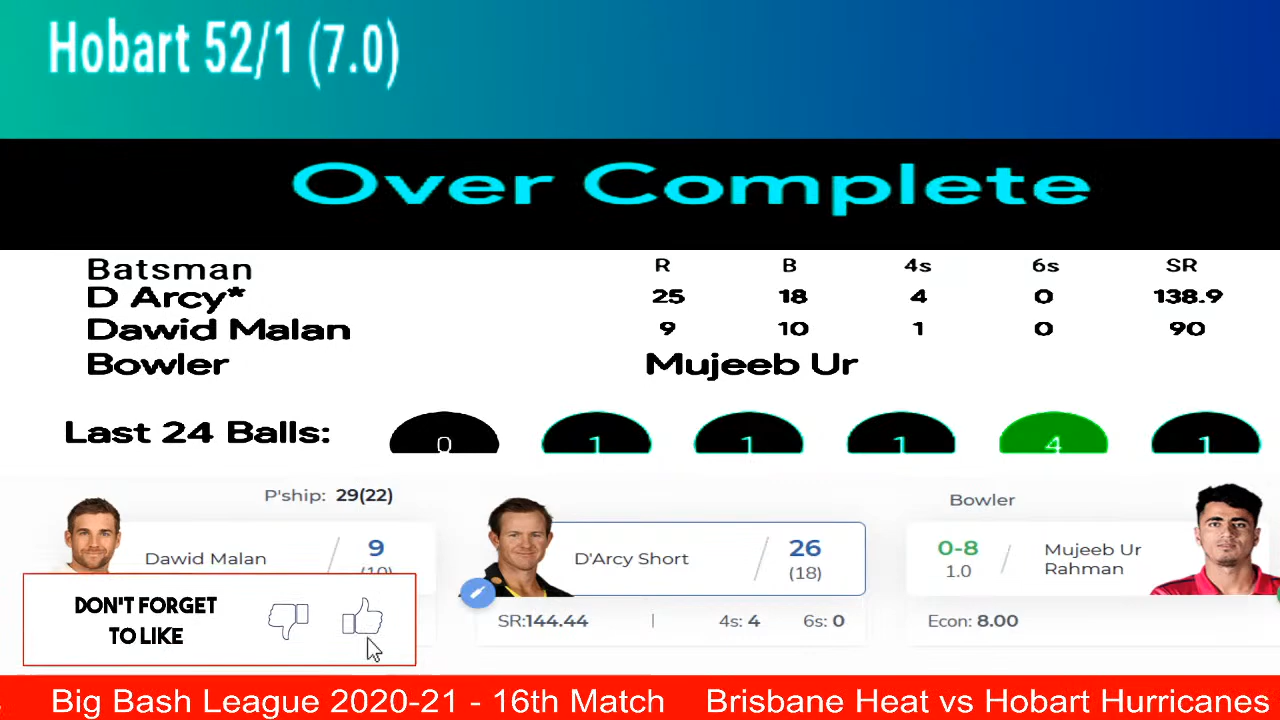 Hobart 52/1 (7.0)
Over Complete
Batsman R B 4s 6s SR
D Arcy* 25 18 4 0 138.9
Dawid Malan 9 10 1 0 90
Bowler Mujeeb Ur
Last 24 Balls: 0 1 1 1 4 1
P'ship: 29(22)
Dawid Malan 9
(10)
D'Arcy Short 26
(18)
SR:144.44 | 4s: 4 6s: 0
Bowler
0-8
1.0
Mujeeb Ur
Rahman
Econ: 8.00
DON'T FORGET
TO LIKE
Big Bash League 2020-21 - 16th Match Brisbane Heat vs Hobart Hurricanes